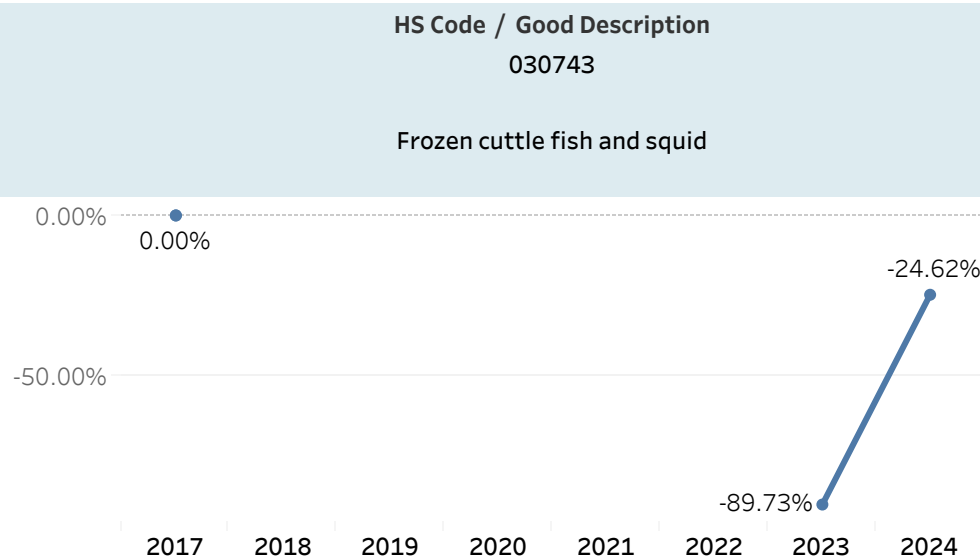 HS Code / Good Description
030743
Frozen cuttle fish and squid
0.00%
0.00%
-24.62%
-50.00%
-89.73%
2017 2018 2019 2020 2021 2022 2023 2024